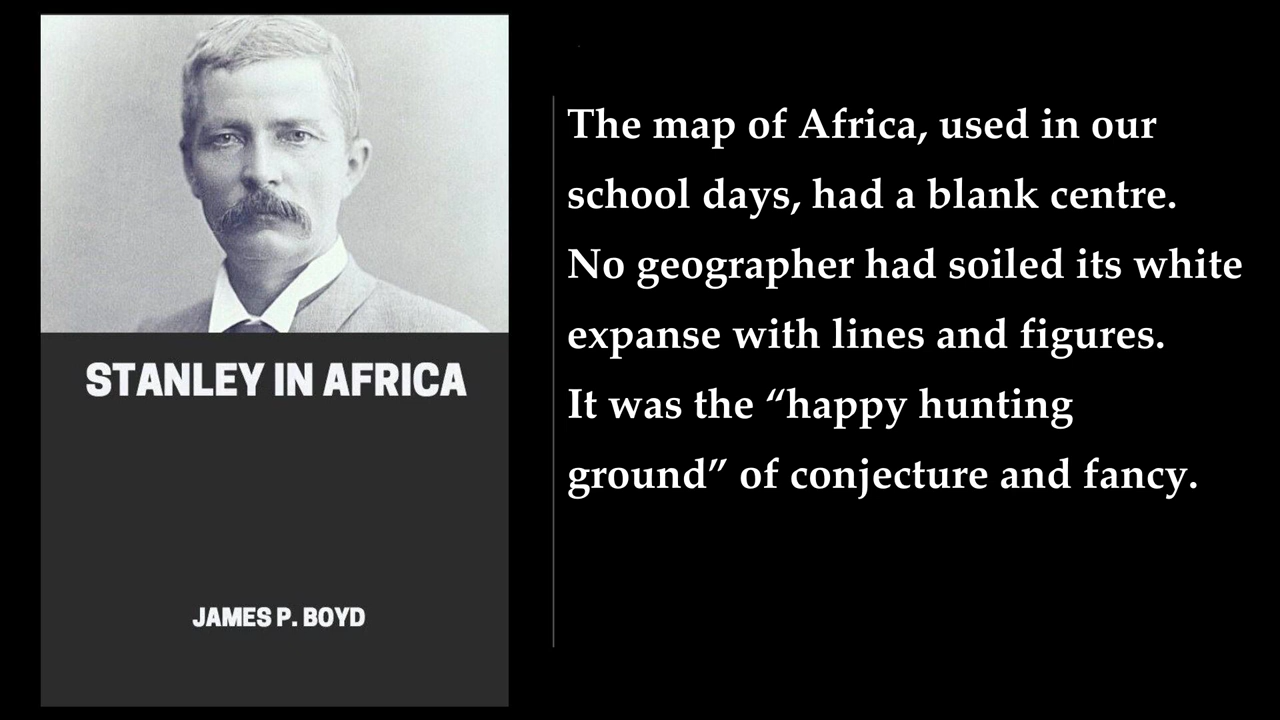 STANLEY IN AFRICA
JAMES P. BOYD
The map of Africa, used in our
school days, had a blank centre.
No geographer had soiled its white
expanse with lines and figures.
It was the “happy hunting
ground” of conjecture and fancy.